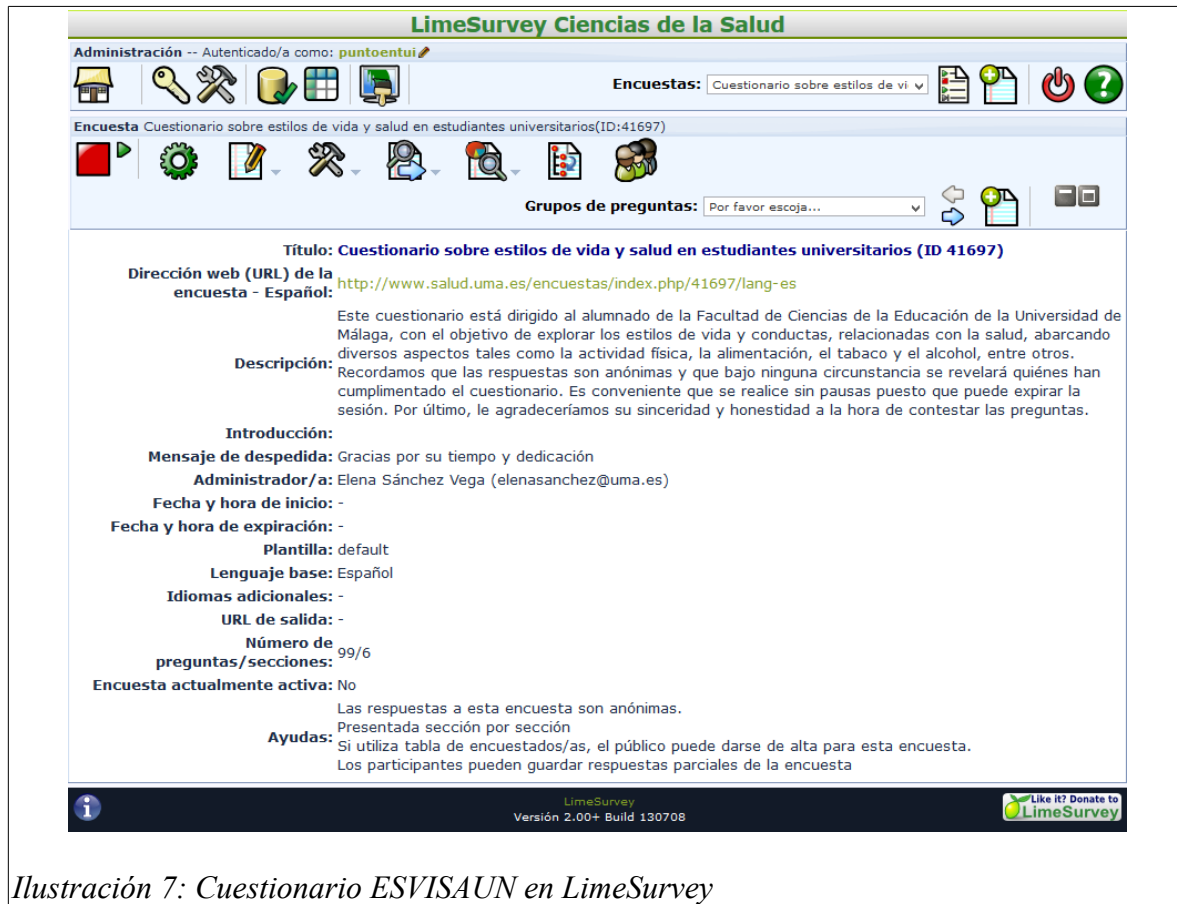 LimeSurvey Ciencias de la Salud
Administración -- Autenticado/a como: puntoentui
Encuestas: Cuestionario sobre estilos de vi
Encuesta Cuestionario sobre estilos de vida y salud en estudiantes universitarios(ID:41697)
Grupos de preguntas: Por favor escoja...
Título: Cuestionario sobre estilos de vida y salud en estudiantes universitarios (ID 41697)
Dirección web (URL) de la
encuesta - Español:
http://www.salud.uma.es/encuestas/index.php/41697/lang-es
Descripción:
Este cuestionario está dirigido al alumnado de la Facultad de Ciencias de la Educación de la Universidad de
Málaga, con el objetivo de explorar los estilos de vida y conductas, relacionadas con la salud, abarcando
diversos aspectos tales como la actividad física, la alimentación, el tabaco y el alcohol, entre otros.
Recordamos que las respuestas son anónimas y que bajo ninguna circunstancia se revelará quiénes han
cumplimentado el cuestionario. Es conveniente que se realice sin pausas puesto que puede expirar la
sesión. Por último, le agradeceríamos su sinceridad y honestidad a la hora de contestar las preguntas.
Introducción:
Mensaje de despedida: Gracias por su tiempo y dedicación
Administrador/a: Elena Sánchez Vega (elenasanchez@uma.es)
Fecha y hora de inicio: -
Fecha y hora de expiración: -
Plantilla: default
Lenguaje base: Español
Idiomas adicionales: -
URL de salida: -
Número de
preguntas/secciones:
99/6
Encuesta actualmente activa: No
Ayudas:
Las respuestas a esta encuesta son anónimas.
Presentada sección por sección
Si utiliza tabla de encuestados/as, el público puede darse de alta para esta encuesta.
Los participantes pueden guardar respuestas parciales de la encuesta
LimeSurvey
Versión 2.00+ Build 130708
Like it? Donate to
LimeSurvey
Ilustración 7: Cuestionario ESVISAUN en LimeSurvey